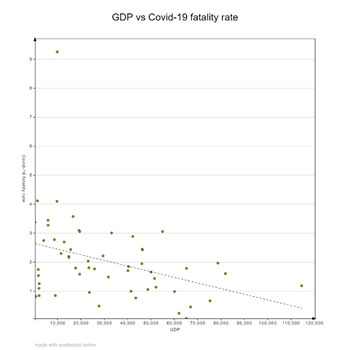 GDP vs Covid-19 fatality rate
9
8
7
6
5
4
3
2
1
Covid-19 fatality rate
10,000 20,000 30,000 40,000 50,000 60,000 70,000 80,000 90,000 100,000 110,000 120,000
GDP
made with scatterplot.online